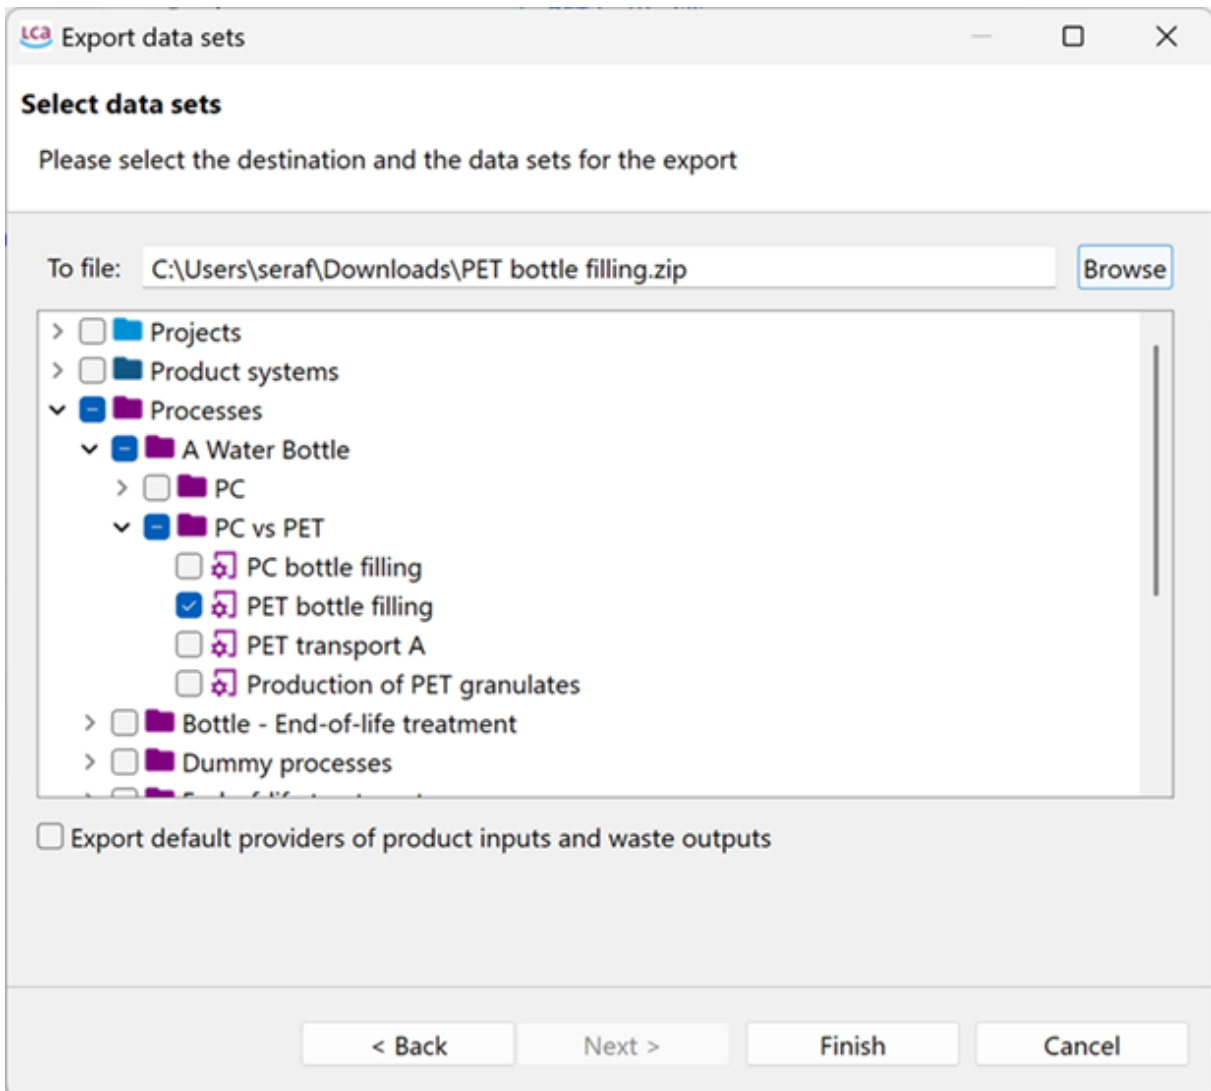 LCA Export data sets
Select data sets
Please select the destination and the data sets for the export
To file: C:\Users\seraf\Downloads\PET bottle filling.zip Browse
Projects
Product systems
Processes
A Water Bottle
PC
PC vs PET
PC bottle filling
PET bottle filling
PET transport A
Production of PET granulates
Bottle - End-of-life treatment
Dummy processes
Export default providers of product inputs and waste outputs
< Back Next > Finish Cancel